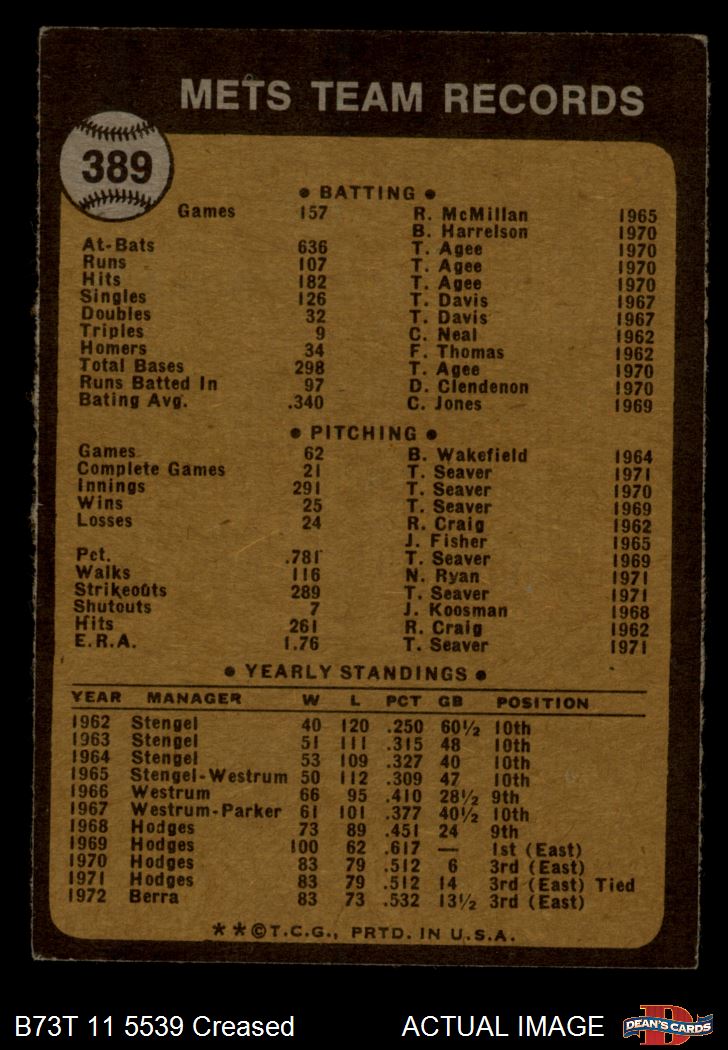 METS TEAM RECORDS
389
• BATTING •
Games 157 R. McMillan 1965
B. Harrelson 1970
At-Bats 636 T. Agee 1970
Runs 107 T. Agee 1970
Hits 182 T. Agee 1970
Singles 126 T. Davis 1967
Doubles 32 T. Davis 1967
Triples 9 C. Neal 1962
Homers 34 F. Thomas 1962
Total Bases 298 T. Agee 1970
Runs Batted In 97 D. Clendenon 1970
Bating Avg. .340 C. Jones 1969
• PITCHING •
Games 62 B. Wakefield 1964
Complete Games 21 T. Seaver 1971
Innings 291 T. Seaver 1970
Wins 25 T. Seaver 1969
Losses 24 R. Craig 1962
J. Fisher 1965
Pct. .781 T. Seaver 1969
Walks 116 N. Ryan 1971
Strikeouts 289 T. Seaver 1971
Shutouts 7 J. Koosman 1968
Hits 261 R. Craig 1962
E.R.A. 1.76 T. Seaver 1971
• YEARLY STANDINGS •
YEAR MANAGER W L PCT GB POSITION
1962 Stengel 40 120 .250 60½ 10th
1963 Stengel 51 111 .315 48 10th
1964 Stengel 53 109 .327 40 10th
1965 Stengel-Westrum 50 112 .309 47 10th
1966 Westrum 66 95 .410 28½ 9th
1967 Westrum-Parker 61 101 .377 40½ 10th
1968 Hodges 73 89 .451 24 9th
1969 Hodges 100 62 .617 — 1st (East)
1970 Hodges 83 79 .512 6 3rd (East)
1971 Hodges 83 79 .512 14 3rd (East) Tied
1972 Berra 83 73 .532 13½ 3rd (East)
**©T.C.G., PRTD. IN U.S.A.
B73T 11 5539 Creased ACTUAL IMAGE
D
DEAN'S CARDS